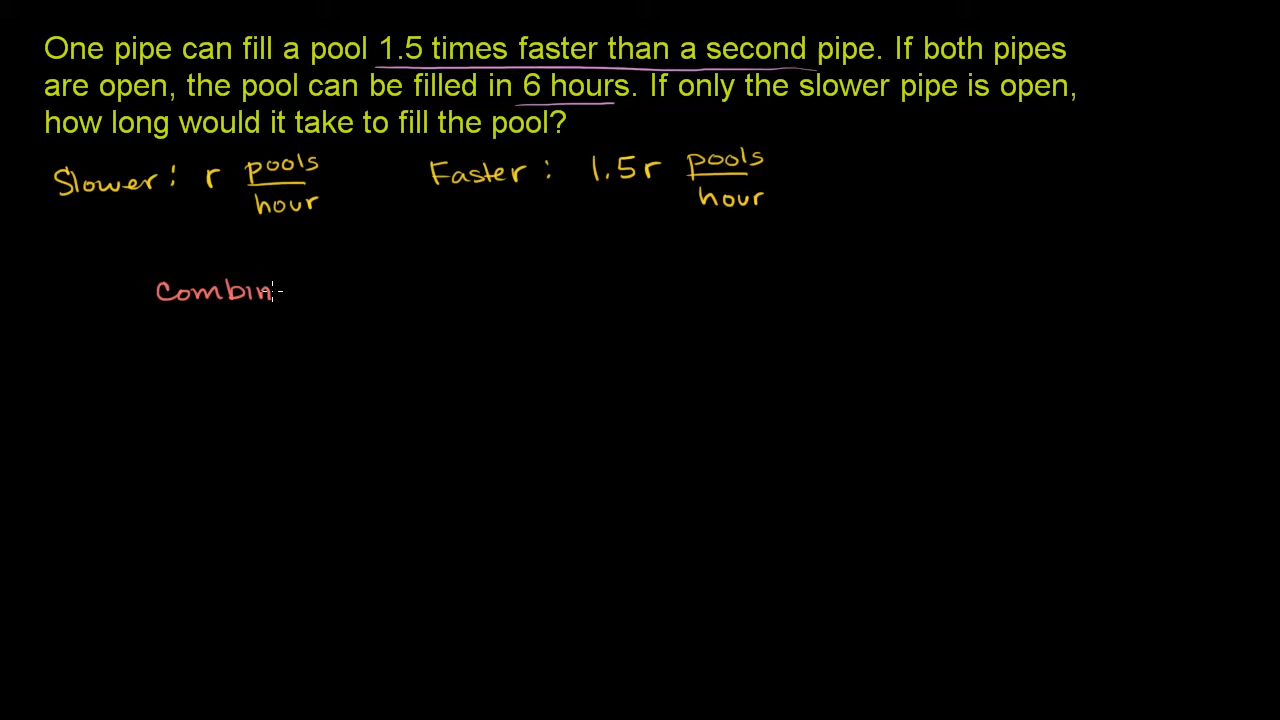 One pipe can fill a pool 1.5 times faster than a second pipe. If both pipes
are open, the pool can be filled in 6 hours. If only the slower pipe is open,
how long would it take to fill the pool?
Slower: r pools/hour Faster: 1.5r pools/hour
Combin